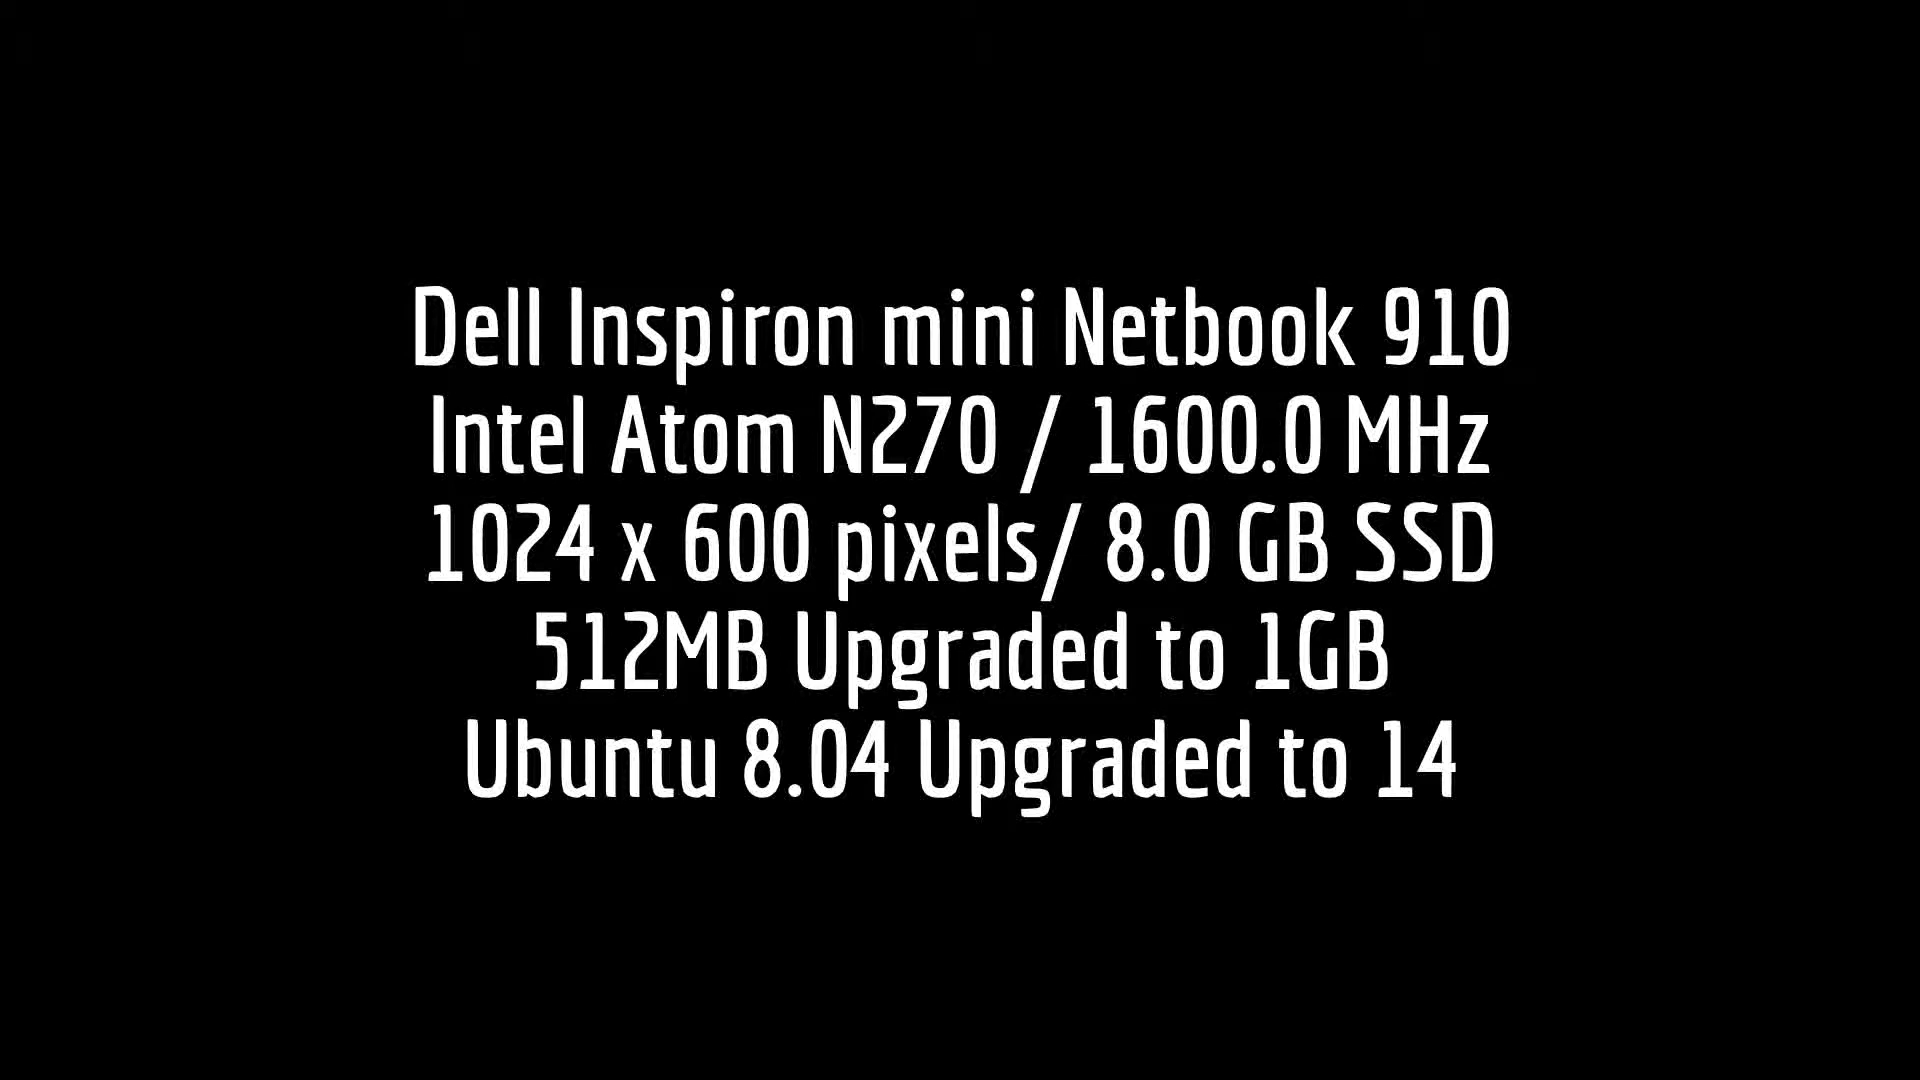 Dell Inspiron mini Netbook 910
Intel Atom N270 / 1600.0 MHz
1024 x 600 pixels/ 8.0 GB SSD
512MB Upgraded to 1GB
Ubuntu 8.04 Upgraded to 14